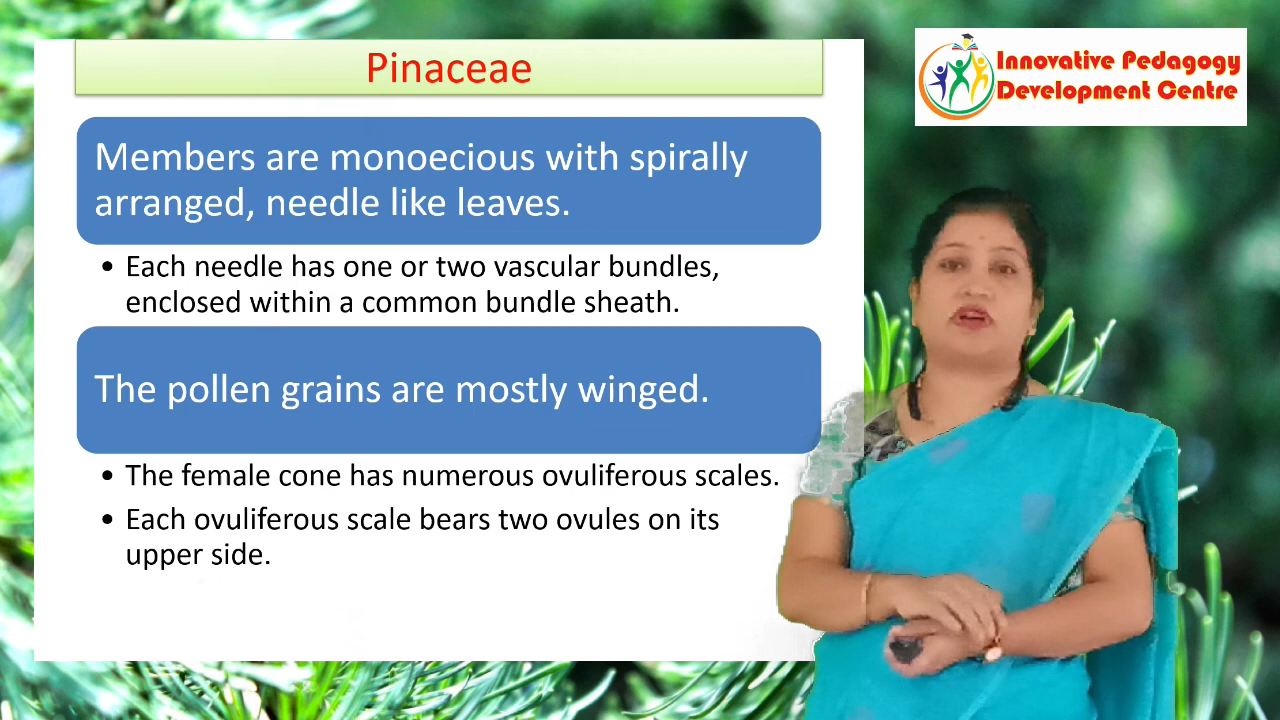 Pinaceae
Innovative Pedagogy
Development Centre
Members are monoecious with spirally
arranged, needle like leaves.
• Each needle has one or two vascular bundles,
enclosed within a common bundle sheath.
The pollen grains are mostly winged.
• The female cone has numerous ovuliferous scales.
• Each ovuliferous scale bears two ovules on its
upper side.